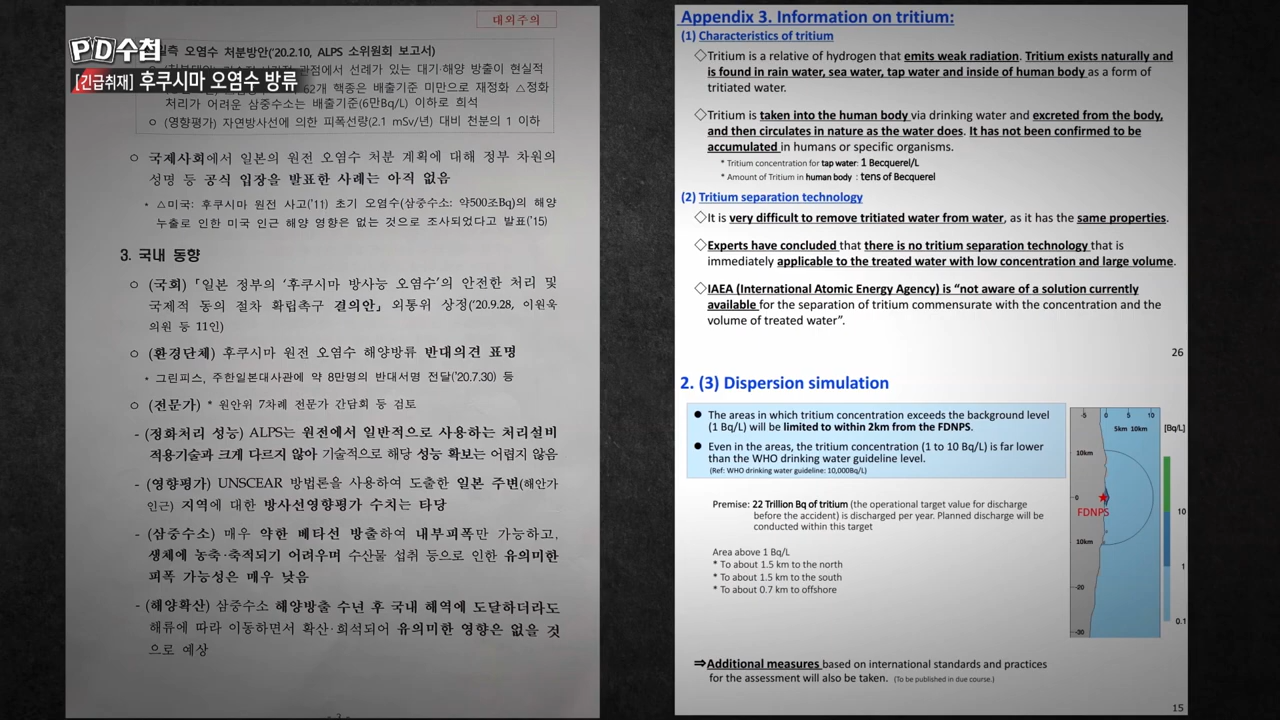 PD수첩
[긴급취재] 후쿠시마 오염수 방류
대외주의
오염수 처분방안('20.2.10, ALPS 소위원회 보고서)
관점에서 선례가 있는 대기·해양 방출이 현실적
62개 핵종은 배출기준 미만으로 재정화 △정화
처리가 어려운 삼중수소는 배출기준(6만Bq/L) 이하로 희석
○ (영향평가) 자연방사선에 의한 피폭선량(2.1 mSv/년) 대비 천분의 1 이하
○ 국제사회에서 일본의 원전 오염수 처분 계획에 대해 정부 차원의
성명 등 공식 입장을 발표한 사례는 아직 없음
* △미국: 후쿠시마 원전 사고('11) 초기 오염수(삼중수소: 약500조Bq)의 해양
누출로 인한 미국 인근 해양 영향은 없는 것으로 조사되었다고 발표('15)
3. 국내 동향
○ (국회) 「일본 정부의 '후쿠시마 방사능 오염수'의 안전한 처리 및
국제적 동의 절차 확립촉구 결의안」 외통위 상정('20.9.28, 이원욱
의원 등 11인)
○ (환경단체) 후쿠시마 원전 오염수 해양방류 반대의견 표명
* 그린피스, 주한일본대사관에 약 8만명의 반대서명 전달('20.7.30) 등
○ (전문가) * 원안위 7차례 전문가 간담회 등 검토
- (정화처리 성능) ALPS는 원전에서 일반적으로 사용하는 처리설비
적용기술과 크게 다르지 않아 기술적으로 해당 성능 확보는 어렵지 않음
- (영향평가) UNSCEAR 방법론을 사용하여 도출한 일본 주변(해안가
인근) 지역에 대한 방사선영향평가 수치는 타당
- (삼중수소) 매우 약한 베타선 방출하여 내부피폭만 가능하고,
생체에 농축·축적되기 어려우며 수산물 섭취 등으로 인한 유의미한
피폭 가능성은 매우 낮음
- (해양확산) 삼중수소 해양방출 수년 후 국내 해역에 도달하더라도
해류에 따라 이동하면서 확산·희석되어 유의미한 영향은 없을 것
으로 예상
Appendix 3. Information on tritium:
(1) Characteristics of tritium
◇Tritium is a relative of hydrogen that emits weak radiation. Tritium exists naturally and
is found in rain water, sea water, tap water and inside of human body as a form of
tritiated water.
◇Tritium is taken into the human body via drinking water and excreted from the body,
and then circulates in nature as the water does. It has not been confirmed to be
accumulated in humans or specific organisms.
* Tritium concentration for tap water: 1 Becquerel/L
* Amount of Tritium in human body : tens of Becquerel
(2) Tritium separation technology
◇It is very difficult to remove tritiated water from water, as it has the same properties.
◇Experts have concluded that there is no tritium separation technology that is
immediately applicable to the treated water with low concentration and large volume.
◇IAEA (International Atomic Energy Agency) is "not aware of a solution currently
available for the separation of tritium commensurate with the concentration and the
volume of treated water".
26
2. (3) Dispersion simulation
● The areas in which tritium concentration exceeds the background level
(1 Bq/L) will be limited to within 2km from the FDNPS.
● Even in the areas, the tritium concentration (1 to 10 Bq/L) is far lower
than the WHO drinking water guideline level.
(Ref: WHO drinking water guideline: 10,000Bq/L)
Premise: 22 Trillion Bq of tritium (the operational target value for discharge
before the accident) is discharged per year. Planned discharge will be
conducted within this target
Area above 1 Bq/L
* To about 1.5 km to the north
* To about 1.5 km to the south
* To about 0.7 km to offshore
-5 0 5 10
5km 10km
[Bq/L]
10km
0
FDNPS
10km
-20
-30
10
1
0.1
⇒Additional measures based on international standards and practices
for the assessment will also be taken. (To be published in due course.)
15